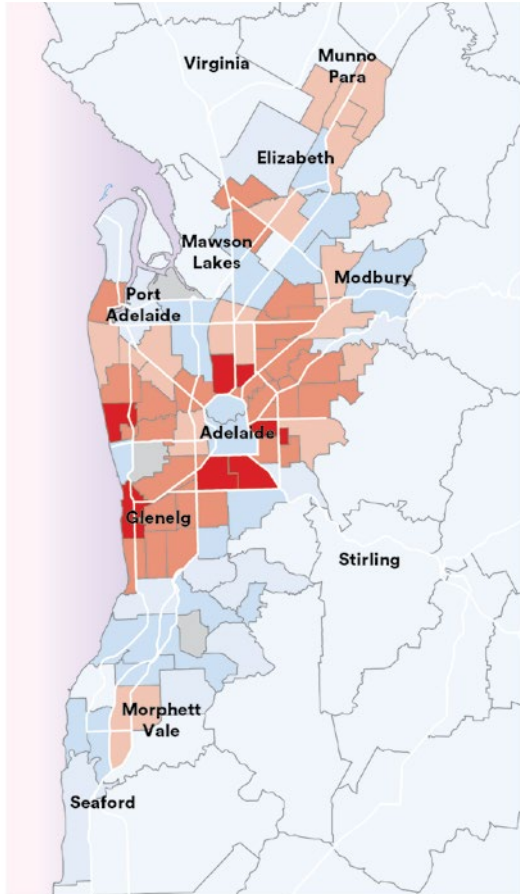 Virginia
Munno
Para
Elizabeth
Mawson
Lakes
Modbury
Port
Adelaide
Adelaide
Glenelg
Stirling
Morphett
Vale
Seaford